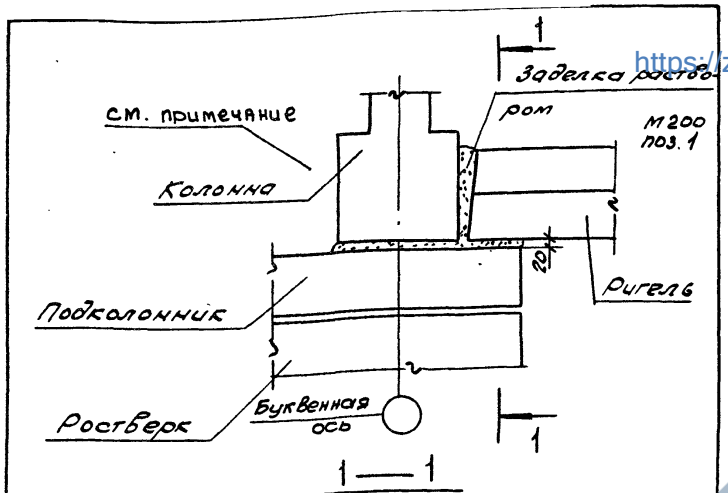 1
https://z
Заделка раство-
ром
М200
поз.1
см. примечание
Колонна
20
Ригель
Подколонник
Ростверк
Буквенная
ось
1
1 — 1